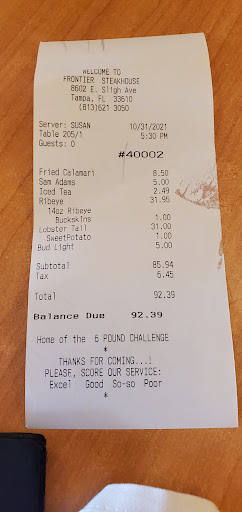 WELCOME TO
FRONTIER STEAKHOUSE
8602 E. Sligh Ave
Tampa, FL 33610
(813)621 3050
Server: SUSAN 10/31/2021
Table 205/1 5:30 PM
Guests: 0
#40002
Fried Calamari 8.50
Sam Adams 5.00
Iced Tea 2.49
Ribeye 31.95
14oz Ribeye
Buckskins 1.00
Lobster Tail 31.00
SweetPotato 1.00
Bud Light 5.00
Subtotal 85.94
Tax 6.45
Total 92.39
Balance Due 92.39
Home of the 6 POUND CHALLENGE
*
THANKS FOR COMING...!
PLEASE, SCORE OUR SERVICE:
Excel Good So-so Poor
*